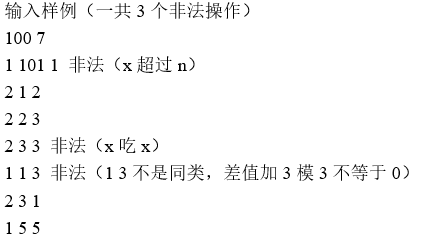 输入样例（一共 3 个非法操作）
100 7
1 101 1 非法（x 超过 n）
2 1 2
2 2 3
2 3 3 非法（x 吃 x）
1 1 3 非法（1 3 不是同类，差值加 3 模 3 不等于 0）
2 3 1
1 5 5